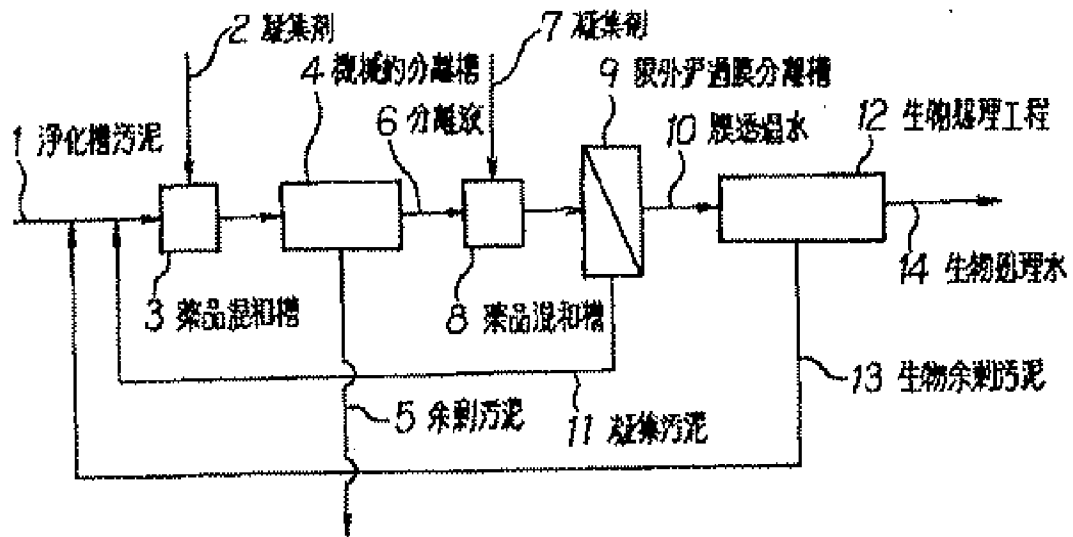 2 凝集剤
7 凝集剤
4 機械的分離槽
9 限外沪過膜分離槽
1 淨化槽汚泥
6 分離液
10 膜透過水
12 生物処理工程
3 薬品混和槽
8 薬品混和槽
14 生物処理水
5 余剰汚泥
11 凝集汚泥
13 生物余剰汚泥